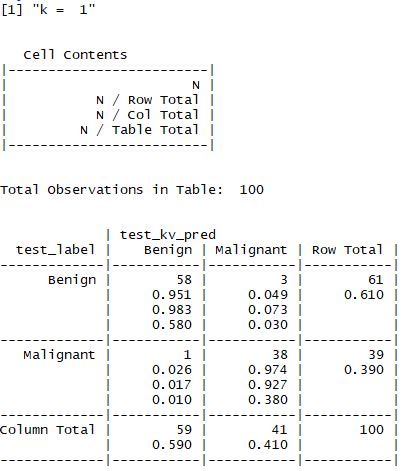 [1] "k =  1"
   Cell Contents
|-------------------------|
|                       N |
|           N / Row Total |
|           N / Col Total |
|         N / Table Total |
|-------------------------|
Total Observations in Table:  100
             | test_kv_pred
  test_label |    Benign | Malignant | Row Total |
-------------|-----------|-----------|-----------|
      Benign |        58 |         3 |        61 |
             |     0.951 |     0.049 |     0.610 |
             |     0.983 |     0.073 |           |
             |     0.580 |     0.030 |           |
-------------|-----------|-----------|-----------|
   Malignant |         1 |        38 |        39 |
             |     0.026 |     0.974 |     0.390 |
             |     0.017 |     0.927 |           |
             |     0.010 |     0.380 |           |
-------------|-----------|-----------|-----------|
Column Total |        59 |        41 |       100 |
             |     0.590 |     0.410 |           |
-------------|-----------|-----------|-----------|